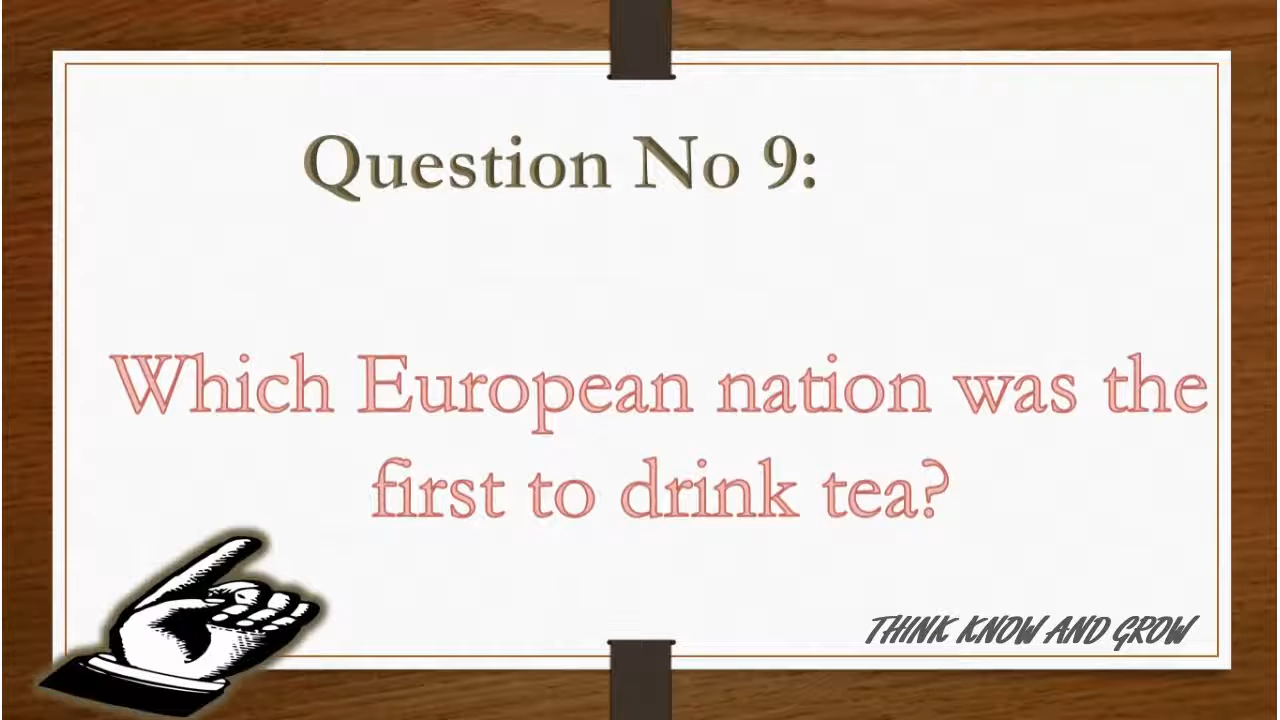 Question No 9:
Which European nation was the
first to drink tea?
THINK KNOW AND GROW